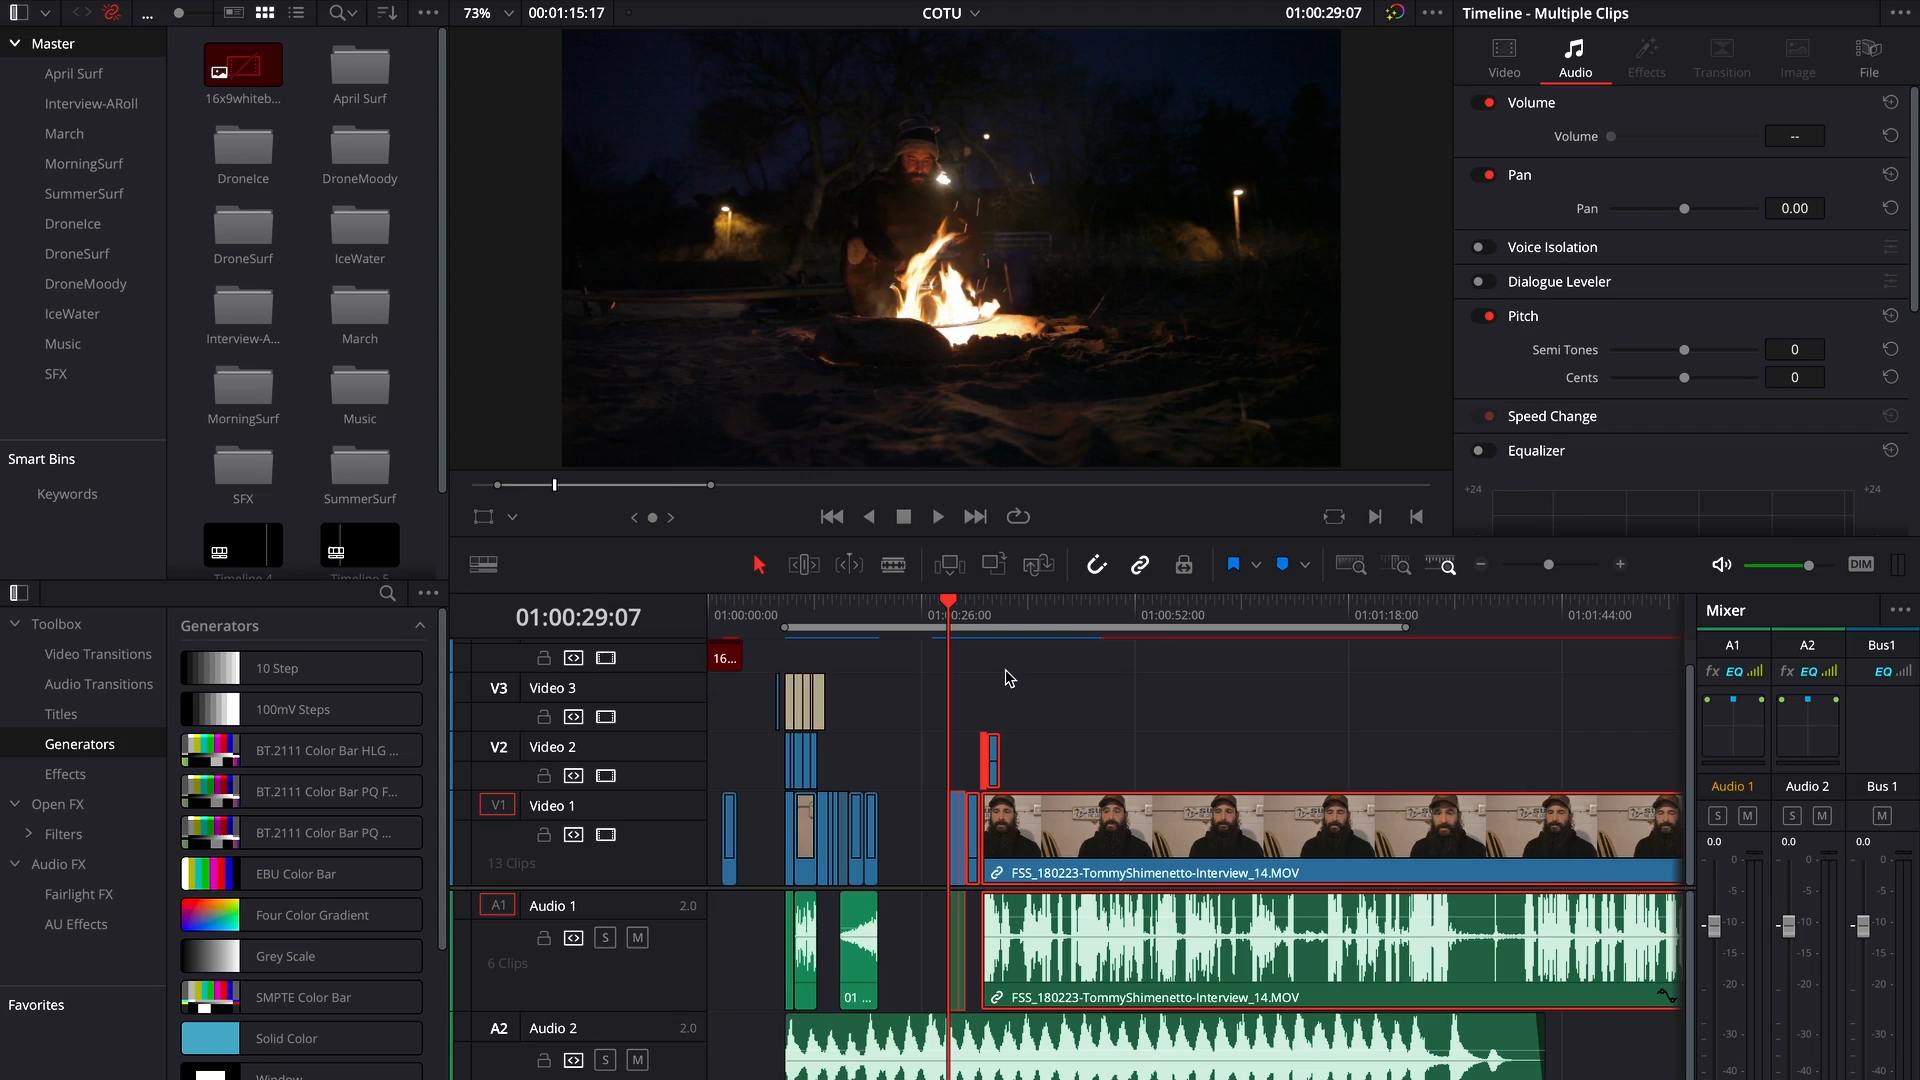 ...
73%
00:01:15:17
COTU
01:00:29:07
Timeline - Multiple Clips
Master
April Surf
Interview-ARoll
March
MorningSurf
SummerSurf
DroneIce
DroneSurf
DroneMoody
IceWater
Music
SFX
Smart Bins
Keywords
16x9whiteb...
April Surf
DroneIce
DroneMoody
DroneSurf
IceWater
Interview-A...
March
MorningSurf
Music
SFX
SummerSurf
Timeline 4
Timeline 5
Video
Audio
Effects
Transition
Image
File
Volume
Volume
--
Pan
Pan
0.00
Voice Isolation
Dialogue Leveler
Pitch
Semi Tones
0
Cents
0
Speed Change
Equalizer
+24
+24
DIM
Toolbox
Video Transitions
Audio Transitions
Titles
Generators
Effects
Open FX
Filters
Audio FX
Fairlight FX
AU Effects
Favorites
Generators
10 Step
100mV Steps
BT.2111 Color Bar HLG ...
BT.2111 Color Bar PQ F...
BT.2111 Color Bar PQ ...
EBU Color Bar
Four Color Gradient
Grey Scale
SMPTE Color Bar
Solid Color
Window
01:00:29:07
01:00:00:00
01:00:26:00
01:00:52:00
01:01:18:00
01:01:44:00
16...
V3
Video 3
V2
Video 2
V1
Video 1
13 Clips
FSS_180223-TommyShimenetto-Interview_14.MOV
A1
Audio 1
2.0
S
M
6 Clips
01 ...
FSS_180223-TommyShimenetto-Interview_14.MOV
A2
Audio 2
2.0
S
M
Mixer
A1
A2
Bus1
fx EQ
fx EQ
EQ
Audio 1
Audio 2
Bus 1
S
M
S
M
M
0.0
0.0
0.0
0
0
0
-5
-5
-5
-10
-10
-10
-15
-15
-15
-20
-20
-20
-30
-30
-30
-40
-40
-40